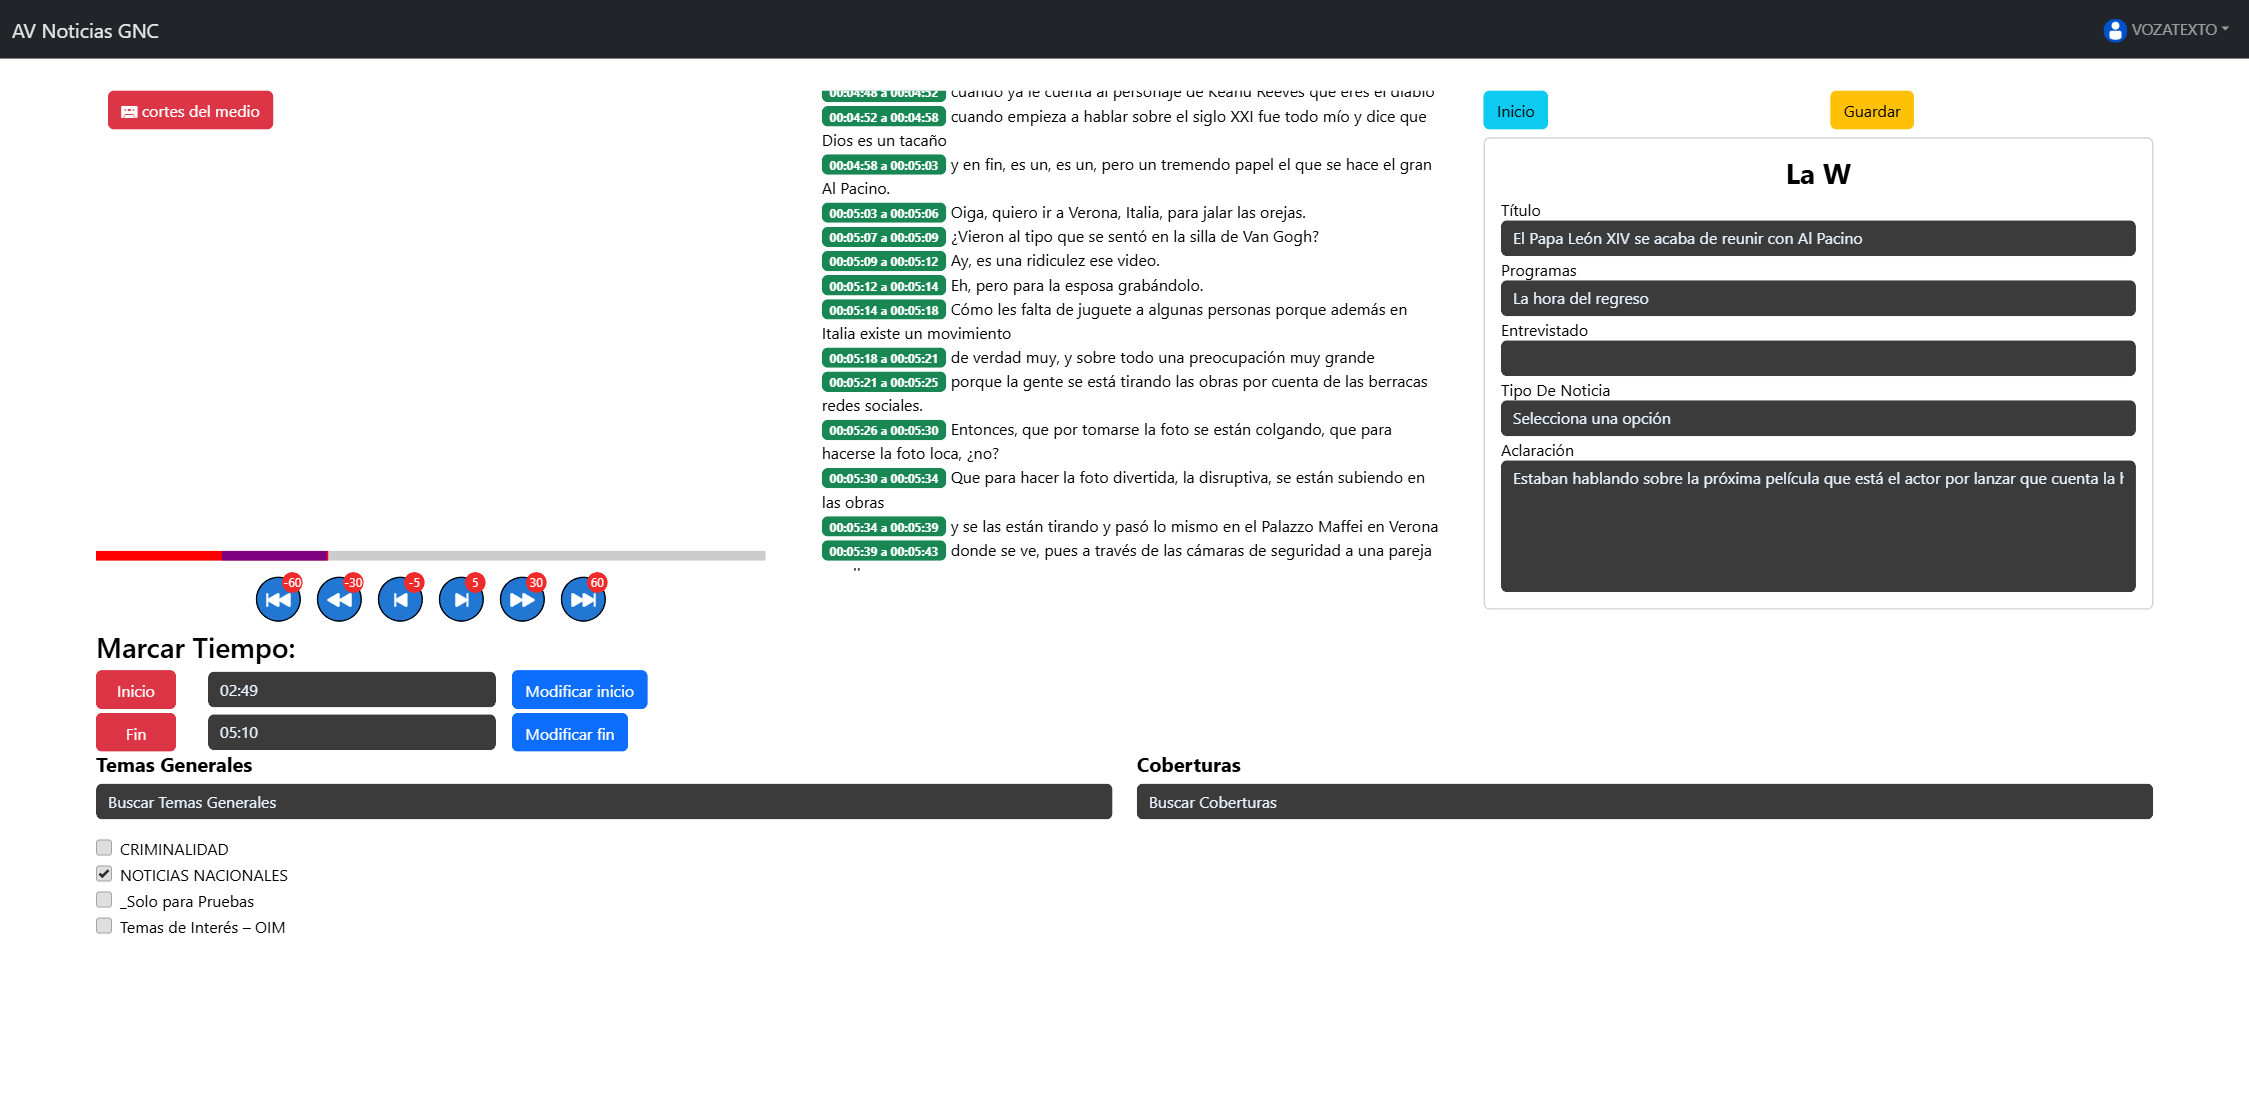 AV Noticias GNC
VOZATEXTO
cortes del medio
00:04:48 a 00:04:52 cuando ya le cuenta al personaje de Keanu Reeves que eres el diablo
00:04:52 a 00:04:58 cuando empieza a hablar sobre el siglo XXI fue todo mío y dice que
Dios es un tacaño
00:04:58 a 00:05:03 y en fin, es un, es un, pero un tremendo papel el que se hace el gran
Al Pacino.
00:05:03 a 00:05:06 Oiga, quiero ir a Verona, Italia, para jalar las orejas.
00:05:07 a 00:05:09 ¿Vieron al tipo que se sentó en la silla de Van Gogh?
00:05:09 a 00:05:12 Ay, es una ridiculez ese video.
00:05:12 a 00:05:14 Eh, pero para la esposa grabándolo.
00:05:14 a 00:05:18 Cómo les falta de juguete a algunas personas porque además en
Italia existe un movimiento
00:05:18 a 00:05:21 de verdad muy, y sobre todo una preocupación muy grande
00:05:21 a 00:05:25 porque la gente se está tirando las obras por cuenta de las berracas
redes sociales.
00:05:26 a 00:05:30 Entonces, que por tomarse la foto se están colgando, que para
hacerse la foto loca, ¿no?
00:05:30 a 00:05:34 Que para hacer la foto divertida, la disruptiva, se están subiendo en
las obras
00:05:34 a 00:05:39 y se las están tirando y pasó lo mismo en el Palazzo Maffei en Verona
00:05:39 a 00:05:43 donde se ve, pues a través de las cámaras de seguridad a una pareja
Inicio
Guardar
La W
Título
El Papa León XIV se acaba de reunir con Al Pacino
Programas
La hora del regreso
Entrevistado
Tipo De Noticia
Selecciona una opción
Aclaración
Estaban hablando sobre la próxima película que está el actor por lanzar que cuenta la
-60 -30 -5 5 30 60
Marcar Tiempo:
Inicio 02:49 Modificar inicio
Fin 05:10 Modificar fin
Temas Generales
Buscar Temas Generales
CRIMINALIDAD
NOTICIAS NACIONALES
_Solo para Pruebas
Temas de Interés – OIM
Coberturas
Buscar Coberturas